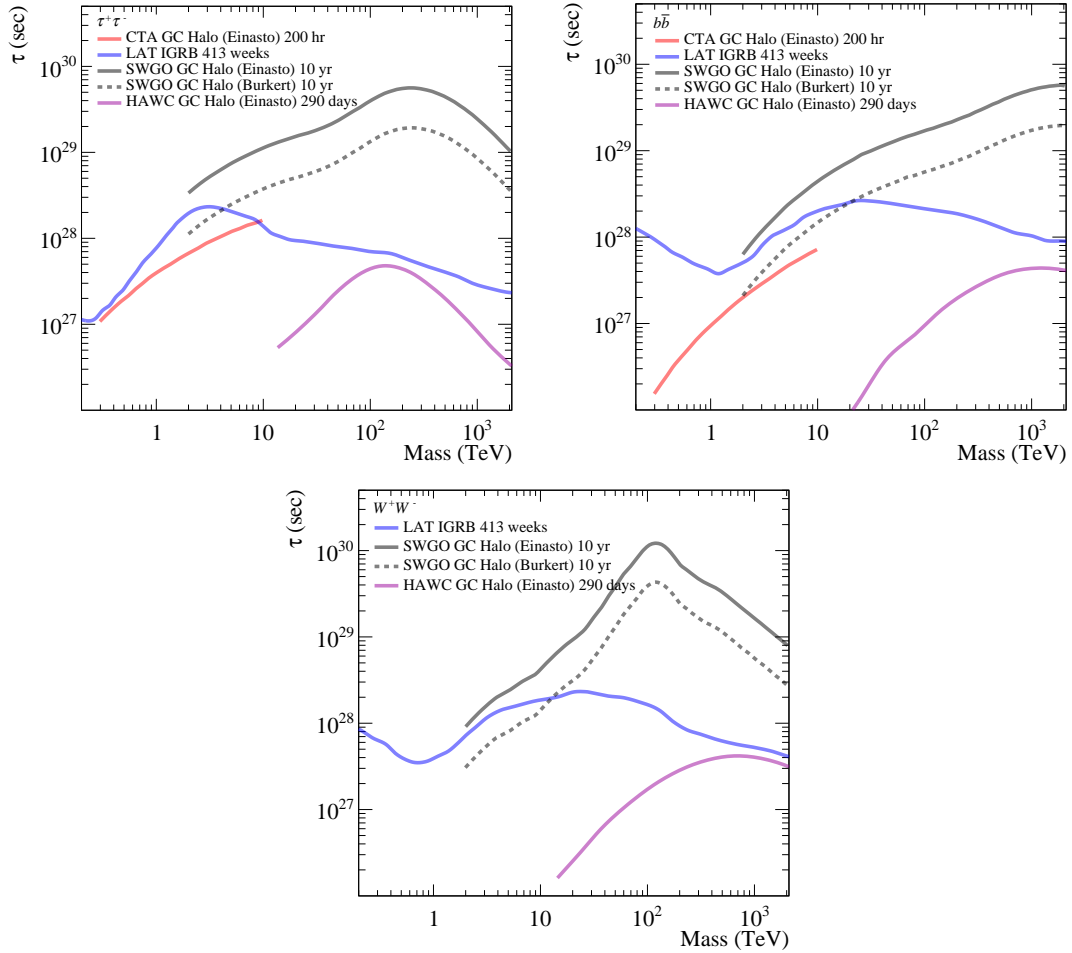 τ⁺τ⁻
CTA GC Halo (Einasto) 200 hr
LAT IGRB 413 weeks
SWGO GC Halo (Einasto) 10 yr
SWGO GC Halo (Burkert) 10 yr
HAWC GC Halo (Einasto) 290 days
τ (sec)
10³⁰
10²⁹
10²⁸
10²⁷
1 10 10² 10³
Mass (TeV)
bb̄
CTA GC Halo (Einasto) 200 hr
LAT IGRB 413 weeks
SWGO GC Halo (Einasto) 10 yr
SWGO GC Halo (Burkert) 10 yr
HAWC GC Halo (Einasto) 290 days
τ (sec)
10³⁰
10²⁹
10²⁸
10²⁷
1 10 10² 10³
Mass (TeV)
W⁺W⁻
LAT IGRB 413 weeks
SWGO GC Halo (Einasto) 10 yr
SWGO GC Halo (Burkert) 10 yr
HAWC GC Halo (Einasto) 290 days
τ (sec)
10³⁰
10²⁹
10²⁸
10²⁷
1 10 10² 10³
Mass (TeV)